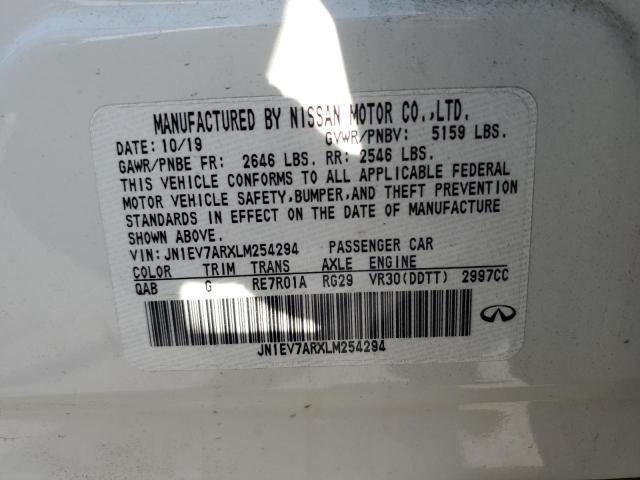 MANUFACTURED BY NISSAN MOTOR CO.,LTD.
DATE: 10/19 GVWR/PNBV: 5159 LBS.
GAWR/PNBE FR: 2646 LBS. RR: 2546 LBS.
THIS VEHICLE CONFORMS TO ALL APPLICABLE FEDERAL
MOTOR VEHICLE SAFETY,BUMPER,AND THEFT PREVENTION
STANDARDS IN EFFECT ON THE DATE OF MANUFACTURE
SHOWN ABOVE.
VIN: JN1EV7ARXLM254294 PASSENGER CAR
COLOR TRIM TRANS AXLE ENGINE
QAB G RE7R01A RG29 VR30(DDTT) 2997CC
JN1EV7ARXLM254294